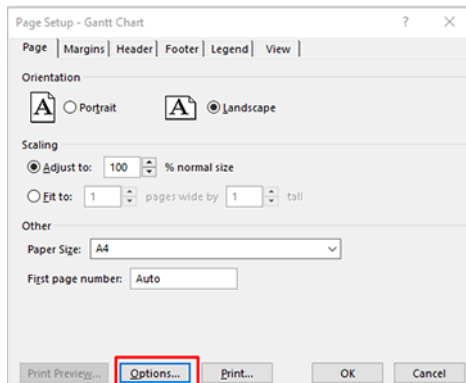 Page Setup - Gantt Chart ? ×
Page Margins Header Footer Legend View
Orientation
A Portrait A Landscape
Scaling
Adjust to: 100 % normal size
Fit to: 1 pages wide by 1 tall
Other
Paper Size: A4
First page number: Auto
Print Preview... Options... Print... OK Cancel